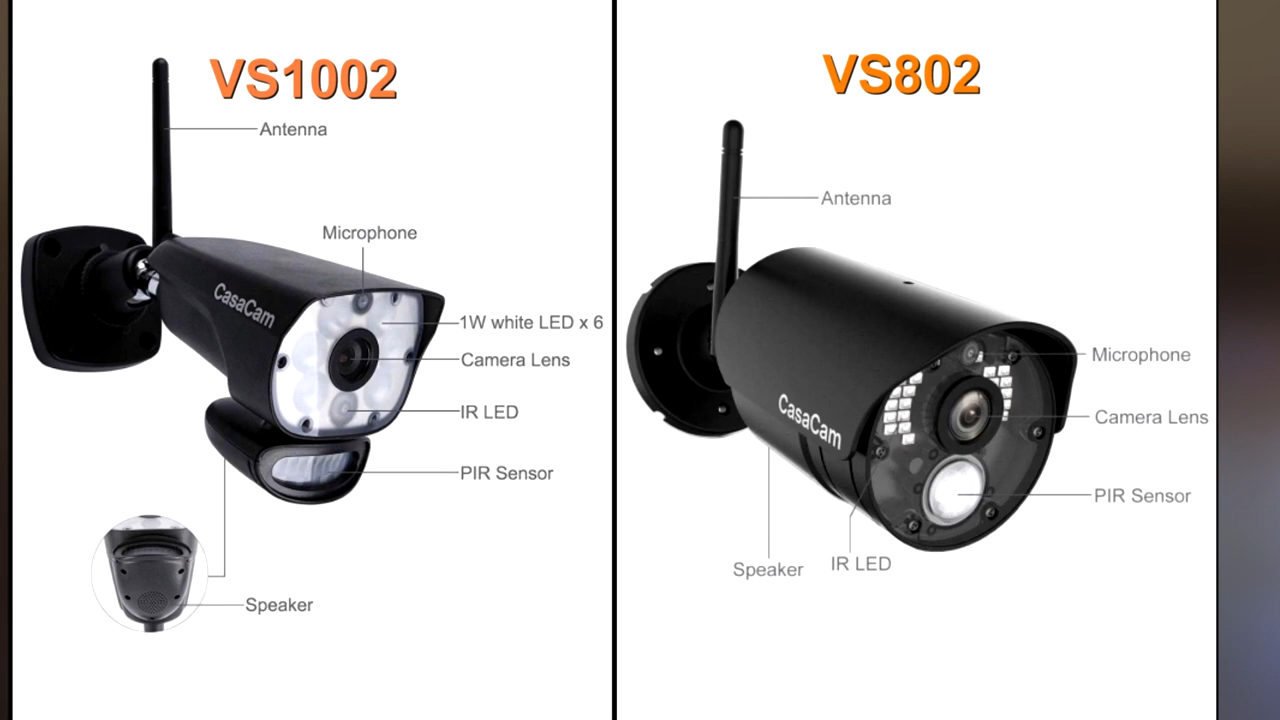 VS1002
Antenna
Microphone
CasaCam
1W white LED x 6
Camera Lens
IR LED
PIR Sensor
Speaker
VS802
Antenna
Microphone
CasaCam
Camera Lens
PIR Sensor
Speaker
IR LED